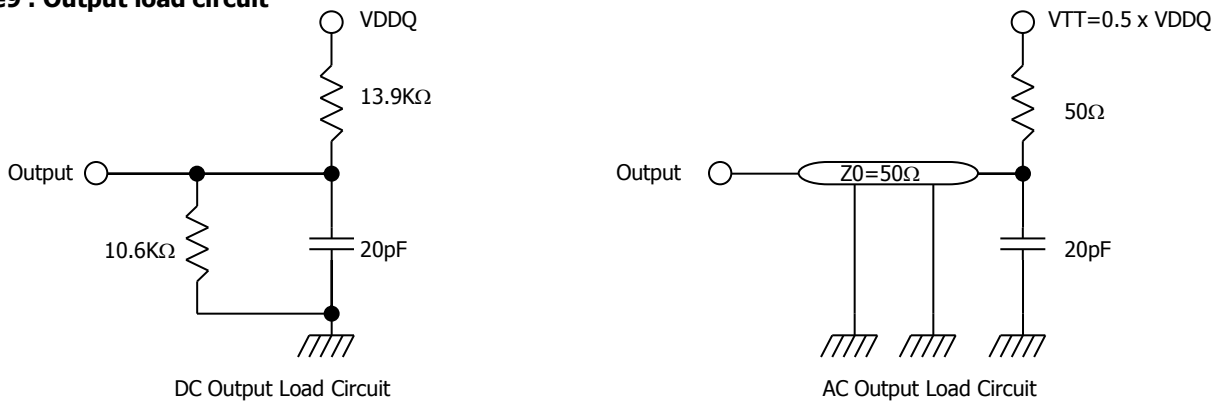 : Output load circuit
VDDQ
13.9KΩ
Output
10.6KΩ
20pF
DC Output Load Circuit
VTT=0.5 x VDDQ
50Ω
Output
Z0=50Ω
20pF
AC Output Load Circuit